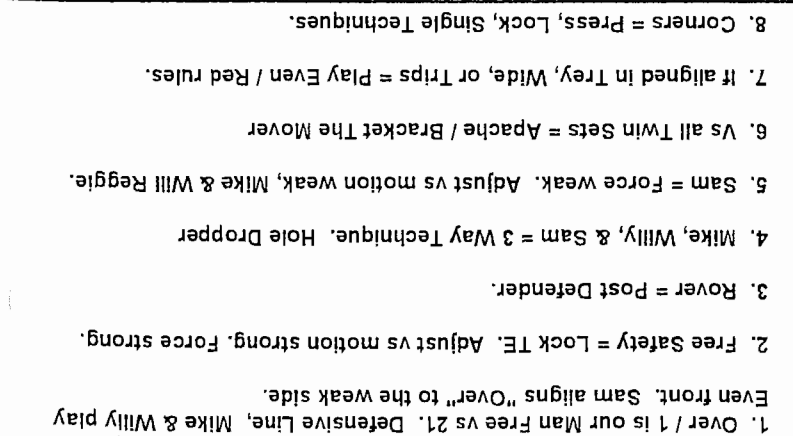 1. Over / 1 is our Man Free vs 21. Defensive Line, Mike & Willy play
Even front. Sam aligns "Over" to the weak side.
2. Free Safety = Lock TE. Adjust vs motion strong. Force strong.
3. Rover = Post Defender.
4. Mike, Willy, & Sam = 3 Way Technique. Hole Dropper
5. Sam = Force weak. Adjust vs motion weak, Mike & Will Reggie.
6. Vs all Twin Sets = Apache / Bracket The Mover
7. If aligned in Trey, Wide, or Trips = Play Even / Red rules.
8. Corners = Press, Lock, Single Techniques.